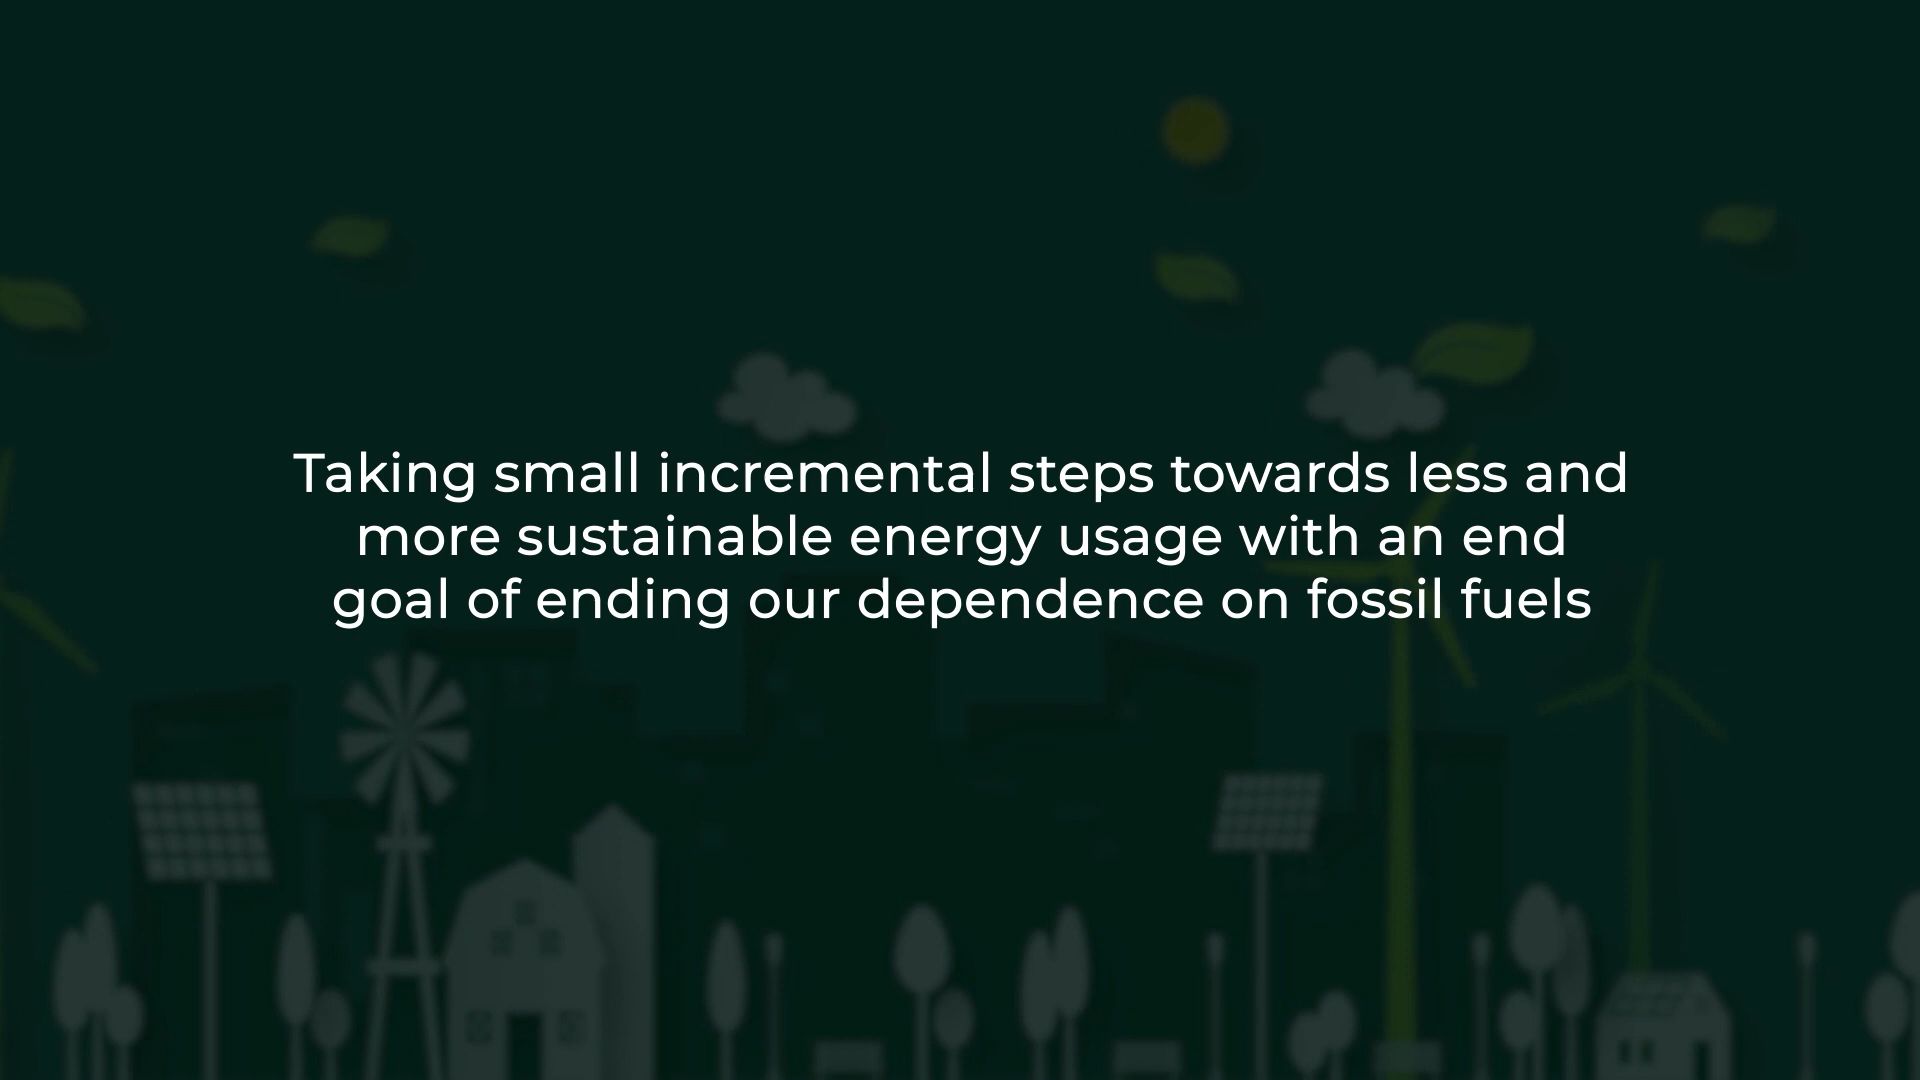 Taking small incremental steps towards less and
more sustainable energy usage with an end
goal of ending our dependence on fossil fuels